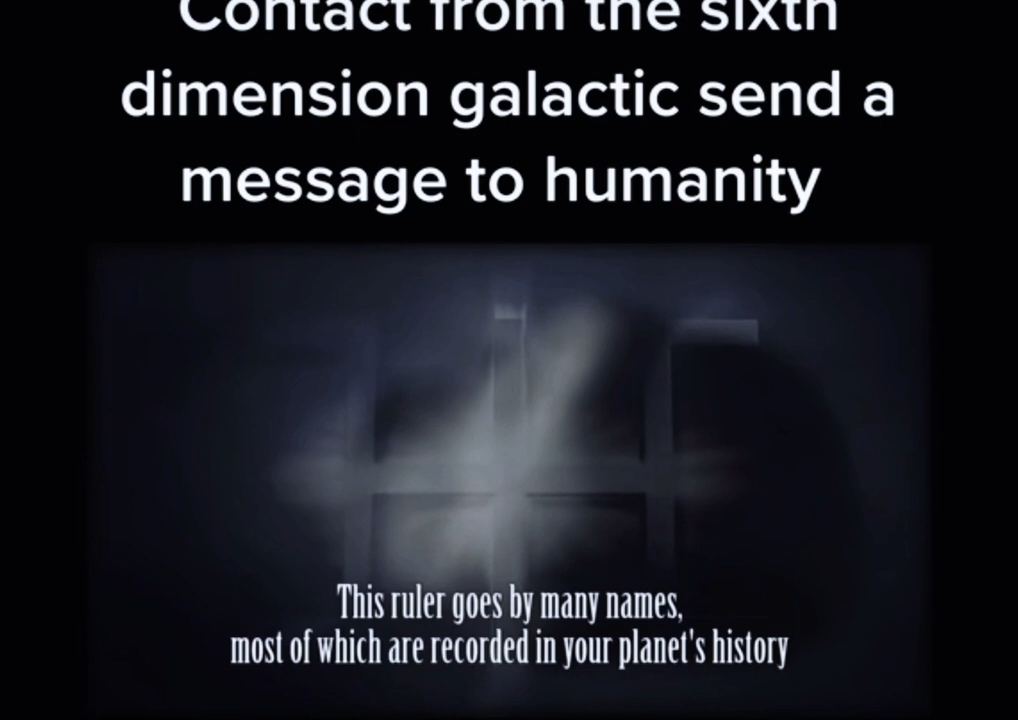 Contact from the sixth
dimension galactic send a
message to humanity
This ruler goes by many names,
most of which are recorded in your planet's history